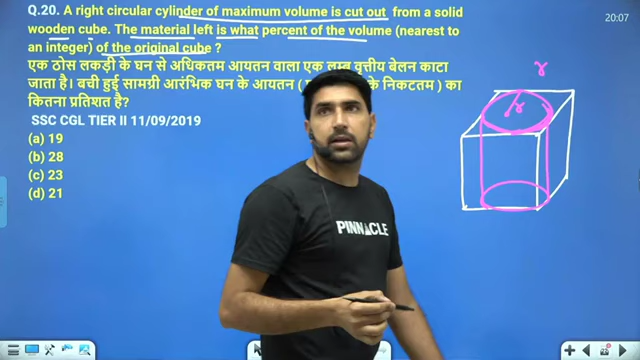 20:07
Q.20. A right circular cylinder of maximum volume is cut out from a solid
wooden cube. The material left is what percent of the volume (nearest to
an integer) of the original cube ?
एक ठोस लकड़ी के घन से अधिकतम आयतन वाला एक लम्ब वृत्तीय बेलन काटा
जाता है। बची हुई सामग्री आरंभिक घन के आयतन ( के निकटतम ) का
कितना प्रतिशत है?
SSC CGL TIER II 11/09/2019
(a) 19
(b) 28
(c) 23
(d) 21
r
r
PINNACLE